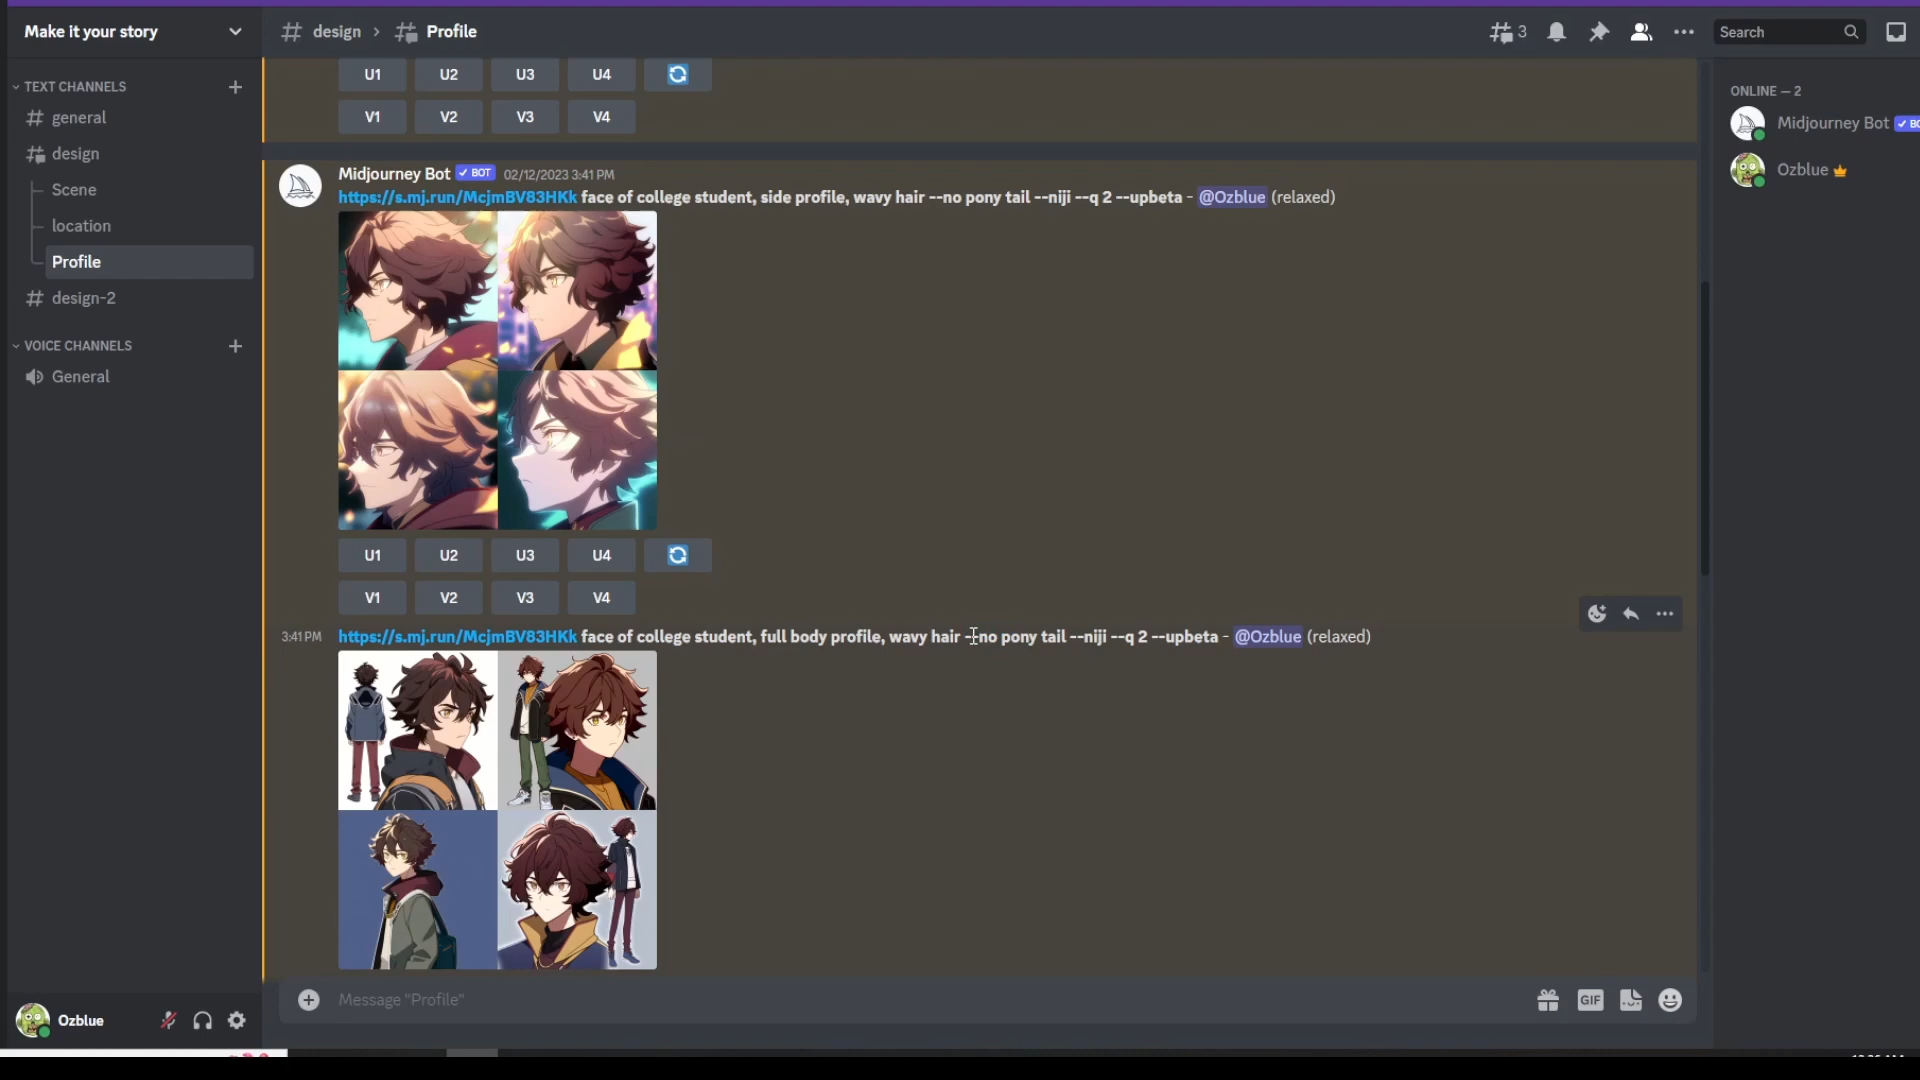 Make it your story
design › Profile
3
Search
TEXT CHANNELS
general
design
Scene
location
Profile
design-2
VOICE CHANNELS
General
U1 U2 U3 U4
V1 V2 V3 V4
Midjourney Bot BOT 02/12/2023 3:41 PM
https://s.mj.run/McjmBV83HKk face of college student, side profile, wavy hair --no pony tail --niji --q 2 --upbeta - @Ozblue (relaxed)
U1 U2 U3 U4
V1 V2 V3 V4
3:41 PM https://s.mj.run/McjmBV83HKk face of college student, full body profile, wavy hair --no pony tail --niji --q 2 --upbeta - @Ozblue (relaxed)
Message "Profile"
GIF
ONLINE — 2
Midjourney Bot
Ozblue
Ozblue